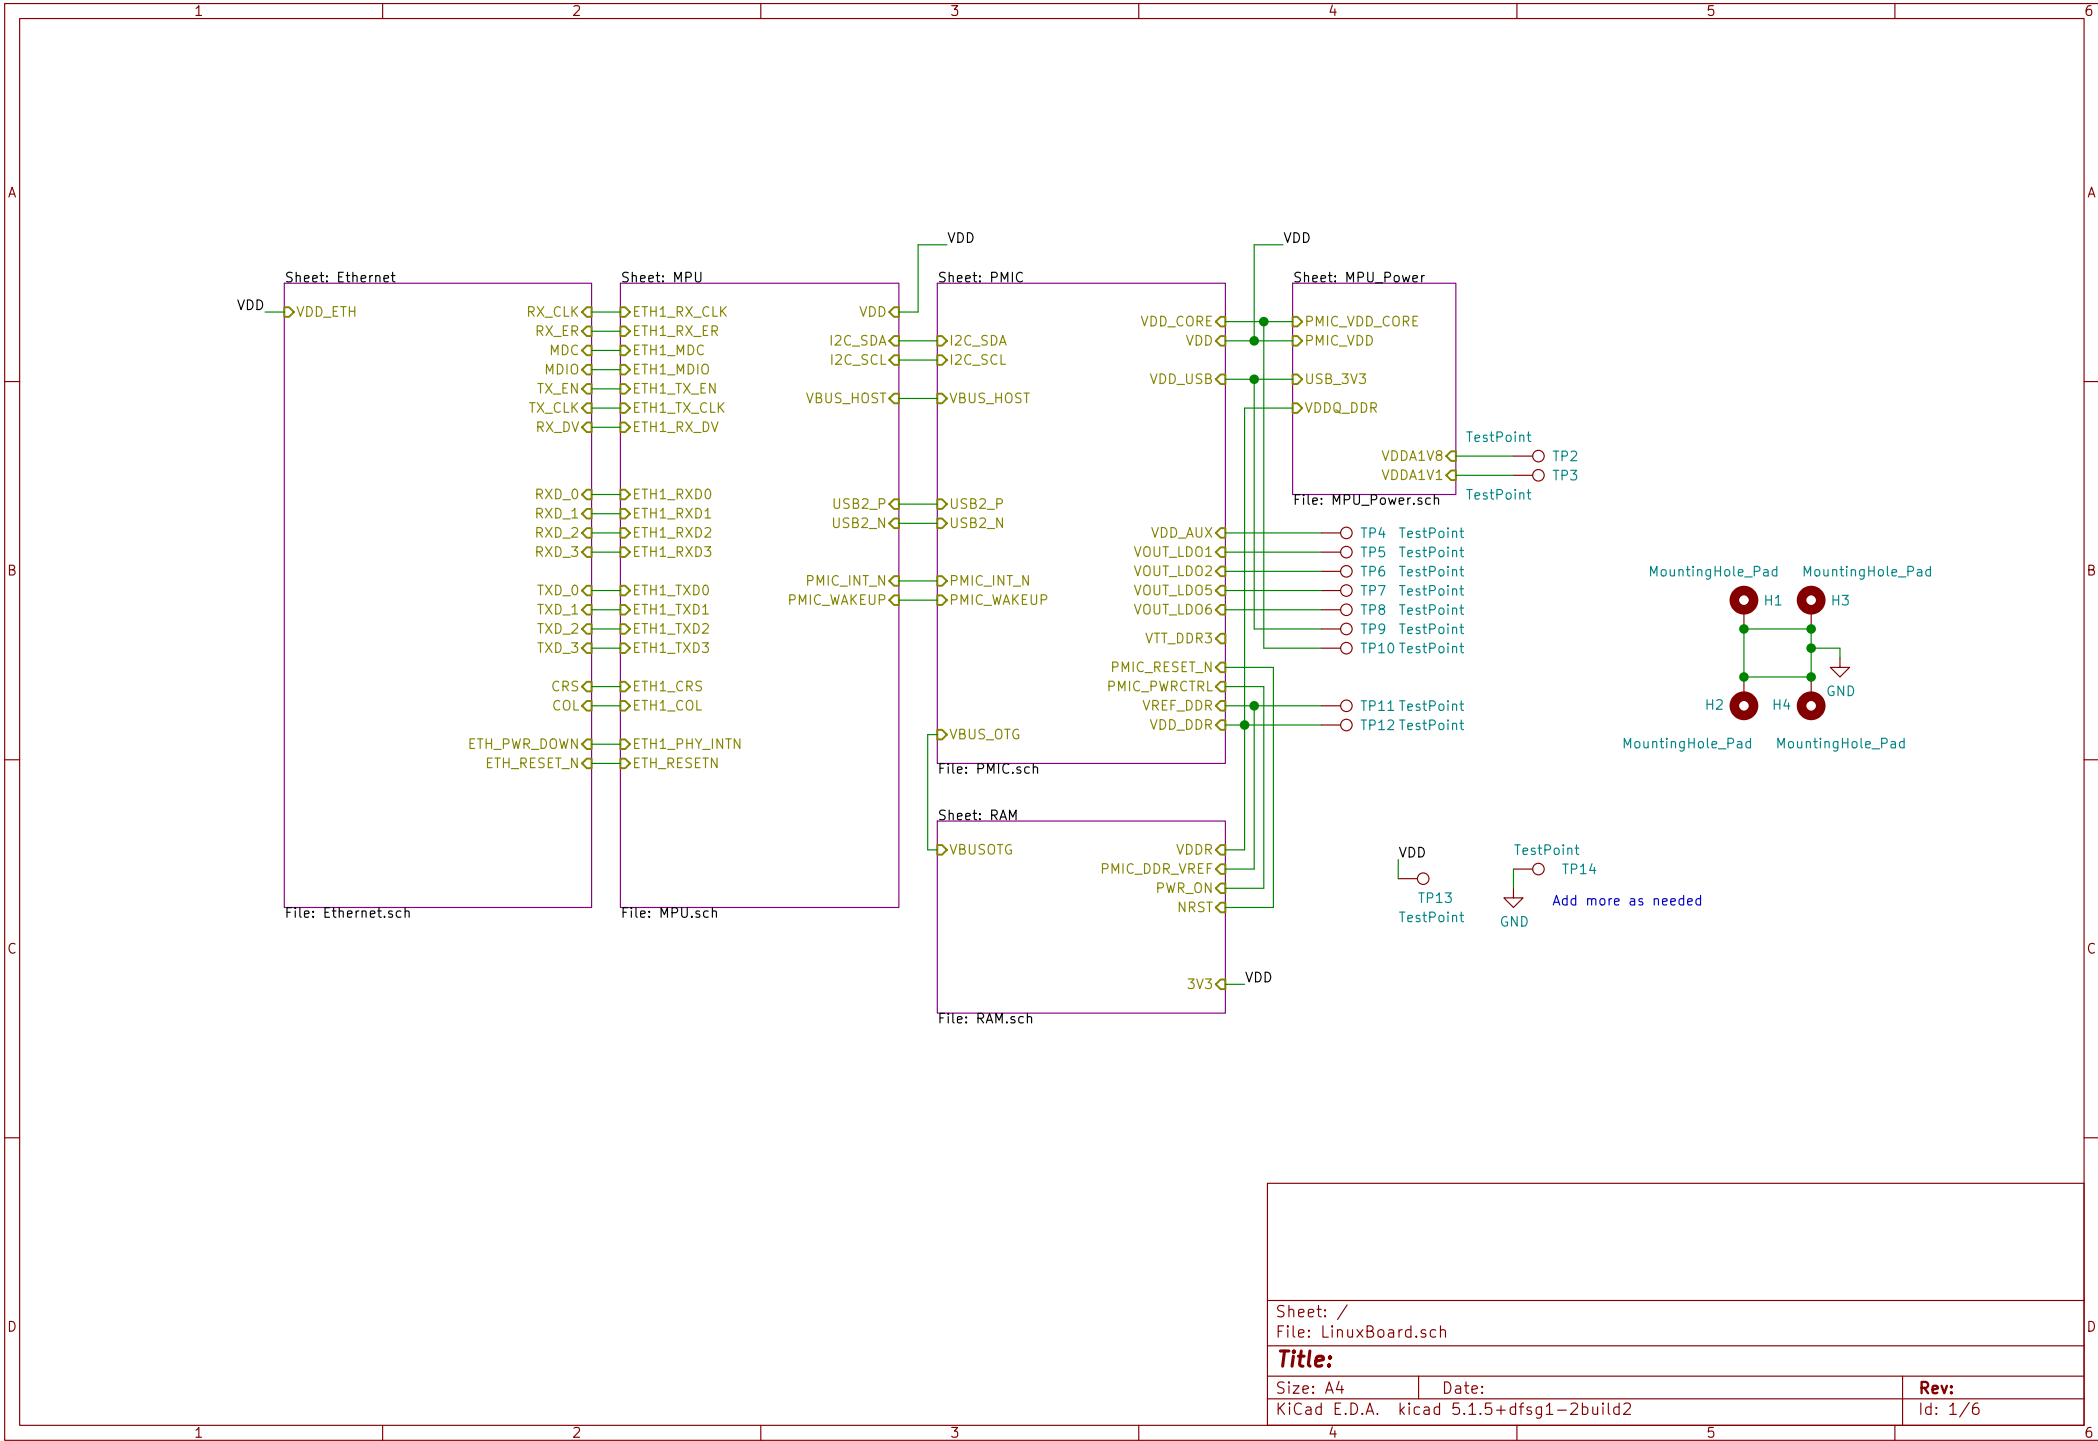 1 2 3 4 5 6
A A
VDD VDD
Sheet: Ethernet Sheet: MPU Sheet: PMIC Sheet: MPU_Power
VDD VDD_ETH RX_CLK ETH1_RX_CLK VDD
VDD_CORE PMIC_VDD_CORE
RX_ER ETH1_RX_ER
I2C_SDA I2C_SDA VDD PMIC_VDD
MDC ETH1_MDC
I2C_SCL I2C_SCL
MDIO ETH1_MDIO
VDD_USB USB_3V3
TX_EN ETH1_TX_EN
VBUS_HOST VBUS_HOST
TX_CLK ETH1_TX_CLK VDDQ_DDR
RX_DV ETH1_RX_DV
TestPoint
VDDA1V8 TP2
VDDA1V1 TP3
RXD_0 ETH1_RXD0 TestPoint
File: MPU_Power.sch
USB2_P USB2_P
RXD_1 ETH1_RXD1
USB2_N USB2_N
RXD_2 ETH1_RXD2 VDD_AUX TP4 TestPoint
RXD_3 ETH1_RXD3 VOUT_LDO1 TP5 TestPoint
B VOUT_LDO2 TP6 TestPoint MountingHole_Pad MountingHole_Pad B
PMIC_INT_N PMIC_INT_N
TXD_0 ETH1_TXD0 VOUT_LDO5 TP7 TestPoint
PMIC_WAKEUP PMIC_WAKEUP H1 H3
TXD_1 ETH1_TXD1 VOUT_LDO6 TP8 TestPoint
TXD_2 ETH1_TXD2 TP9 TestPoint
VTT_DDR3
TXD_3 ETH1_TXD3 TP10 TestPoint
PMIC_RESET_N
CRS ETH1_CRS PMIC_PWRCTRL GND
COL ETH1_COL VREF_DDR TP11 TestPoint H2 H4
VDD_DDR TP12 TestPoint
VBUS_OTG
ETH_PWR_DOWN ETH1_PHY_INTN MountingHole_Pad MountingHole_Pad
ETH_RESET_N ETH_RESETN
File: PMIC.sch
Sheet: RAM
VBUSOTG VDDR VDD TestPoint
PMIC_DDR_VREF TP14
PWR_ON
TP13 Add more as needed
NRST
File: Ethernet.sch File: MPU.sch TestPoint GND
C C
3V3 VDD
File: RAM.sch
Sheet: /
D File: LinuxBoard.sch D
Title:
Size: A4 Date: Rev:
KiCad E.D.A. kicad 5.1.5+dfsg1-2build2 Id: 1/6
1 2 3 4 5 6